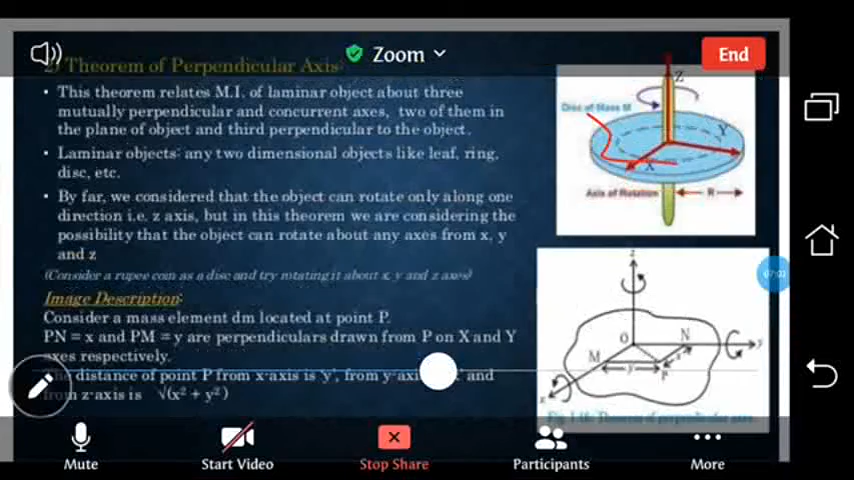 Zoom
End
2) Theorem of Perpendicular Axis:
• This theorem relates M.I. of laminar object about three
mutually perpendicular and concurrent axes, two of them in
the plane of object and third perpendicular to the object.
• Laminar objects: any two dimensional objects like leaf, ring,
disc, etc.
• By far, we considered that the object can rotate only along one
direction i.e. z axis, but in this theorem we are considering the
possibility that the object can rotate about any axes from x, y
and z
(Consider a rupee coin as a disc and try rotating it about x, y and z axes)
Image Description:
Consider a mass element dm located at point P.
PN = x and PM = y are perpendiculars drawn from P on X and Y
axes respectively.
The distance of point P from x-axis is 'y', from y-axis and
from z-axis is √(x² + y²)
Z
Disc of Mass M
Y
X
Axis of Rotation
R
z
O
N
y
M
x
y
P
x
Theorem of perpendicular axes.
Mute
Start Video
Stop Share
Participants
More